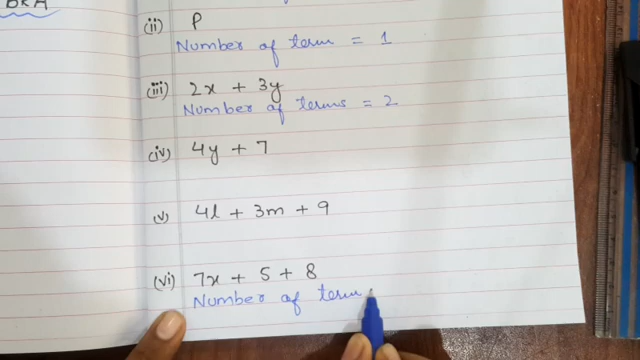 BRA
(ii) P
Number of term = 1
(iii) 2x + 3y
Number of terms = 2
(iv) 4y + 7
(v) 4l + 3m + 9
(vi) 7x + 5 + 8
Number of term